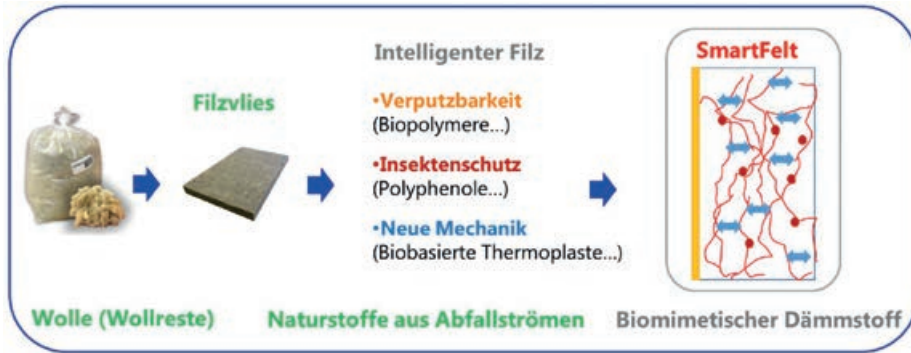 Intelligenter Filz
SmartFelt
Filzvlies
•Verputzbarkeit
(Biopolymere...)
•Insektenschutz
(Polyphenole...)
•Neue Mechanik
(Biobasierte Thermoplaste...)
Wolle (Wollreste)
Naturstoffe aus Abfallströmen
Biomimetischer Dämmstoff